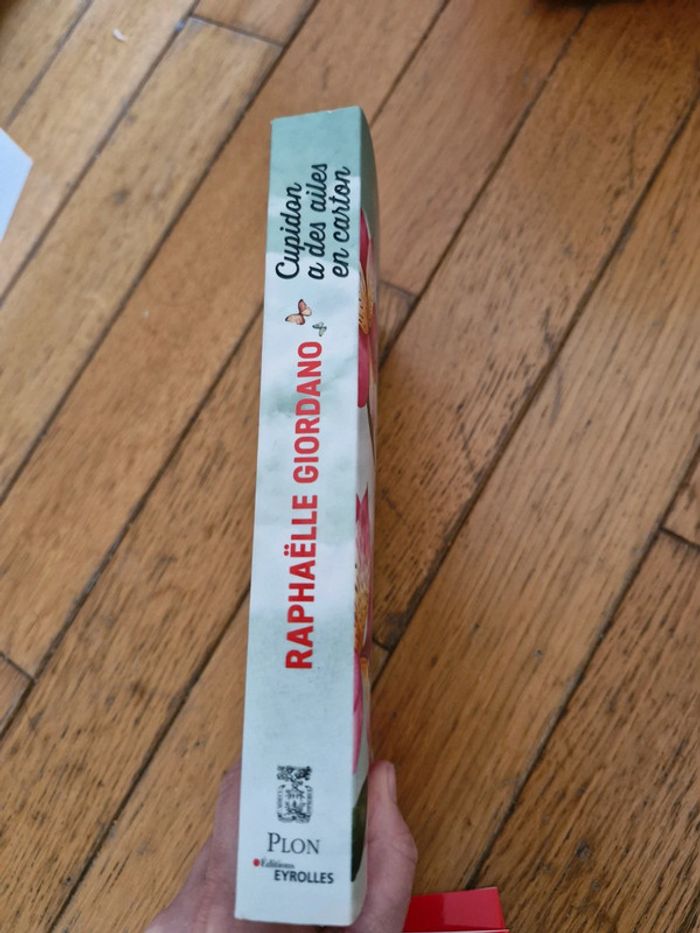 Cupidon
a des ailes
en carton
RAPHAËLLE GIORDANO
PLON
Éditions
EYROLLES